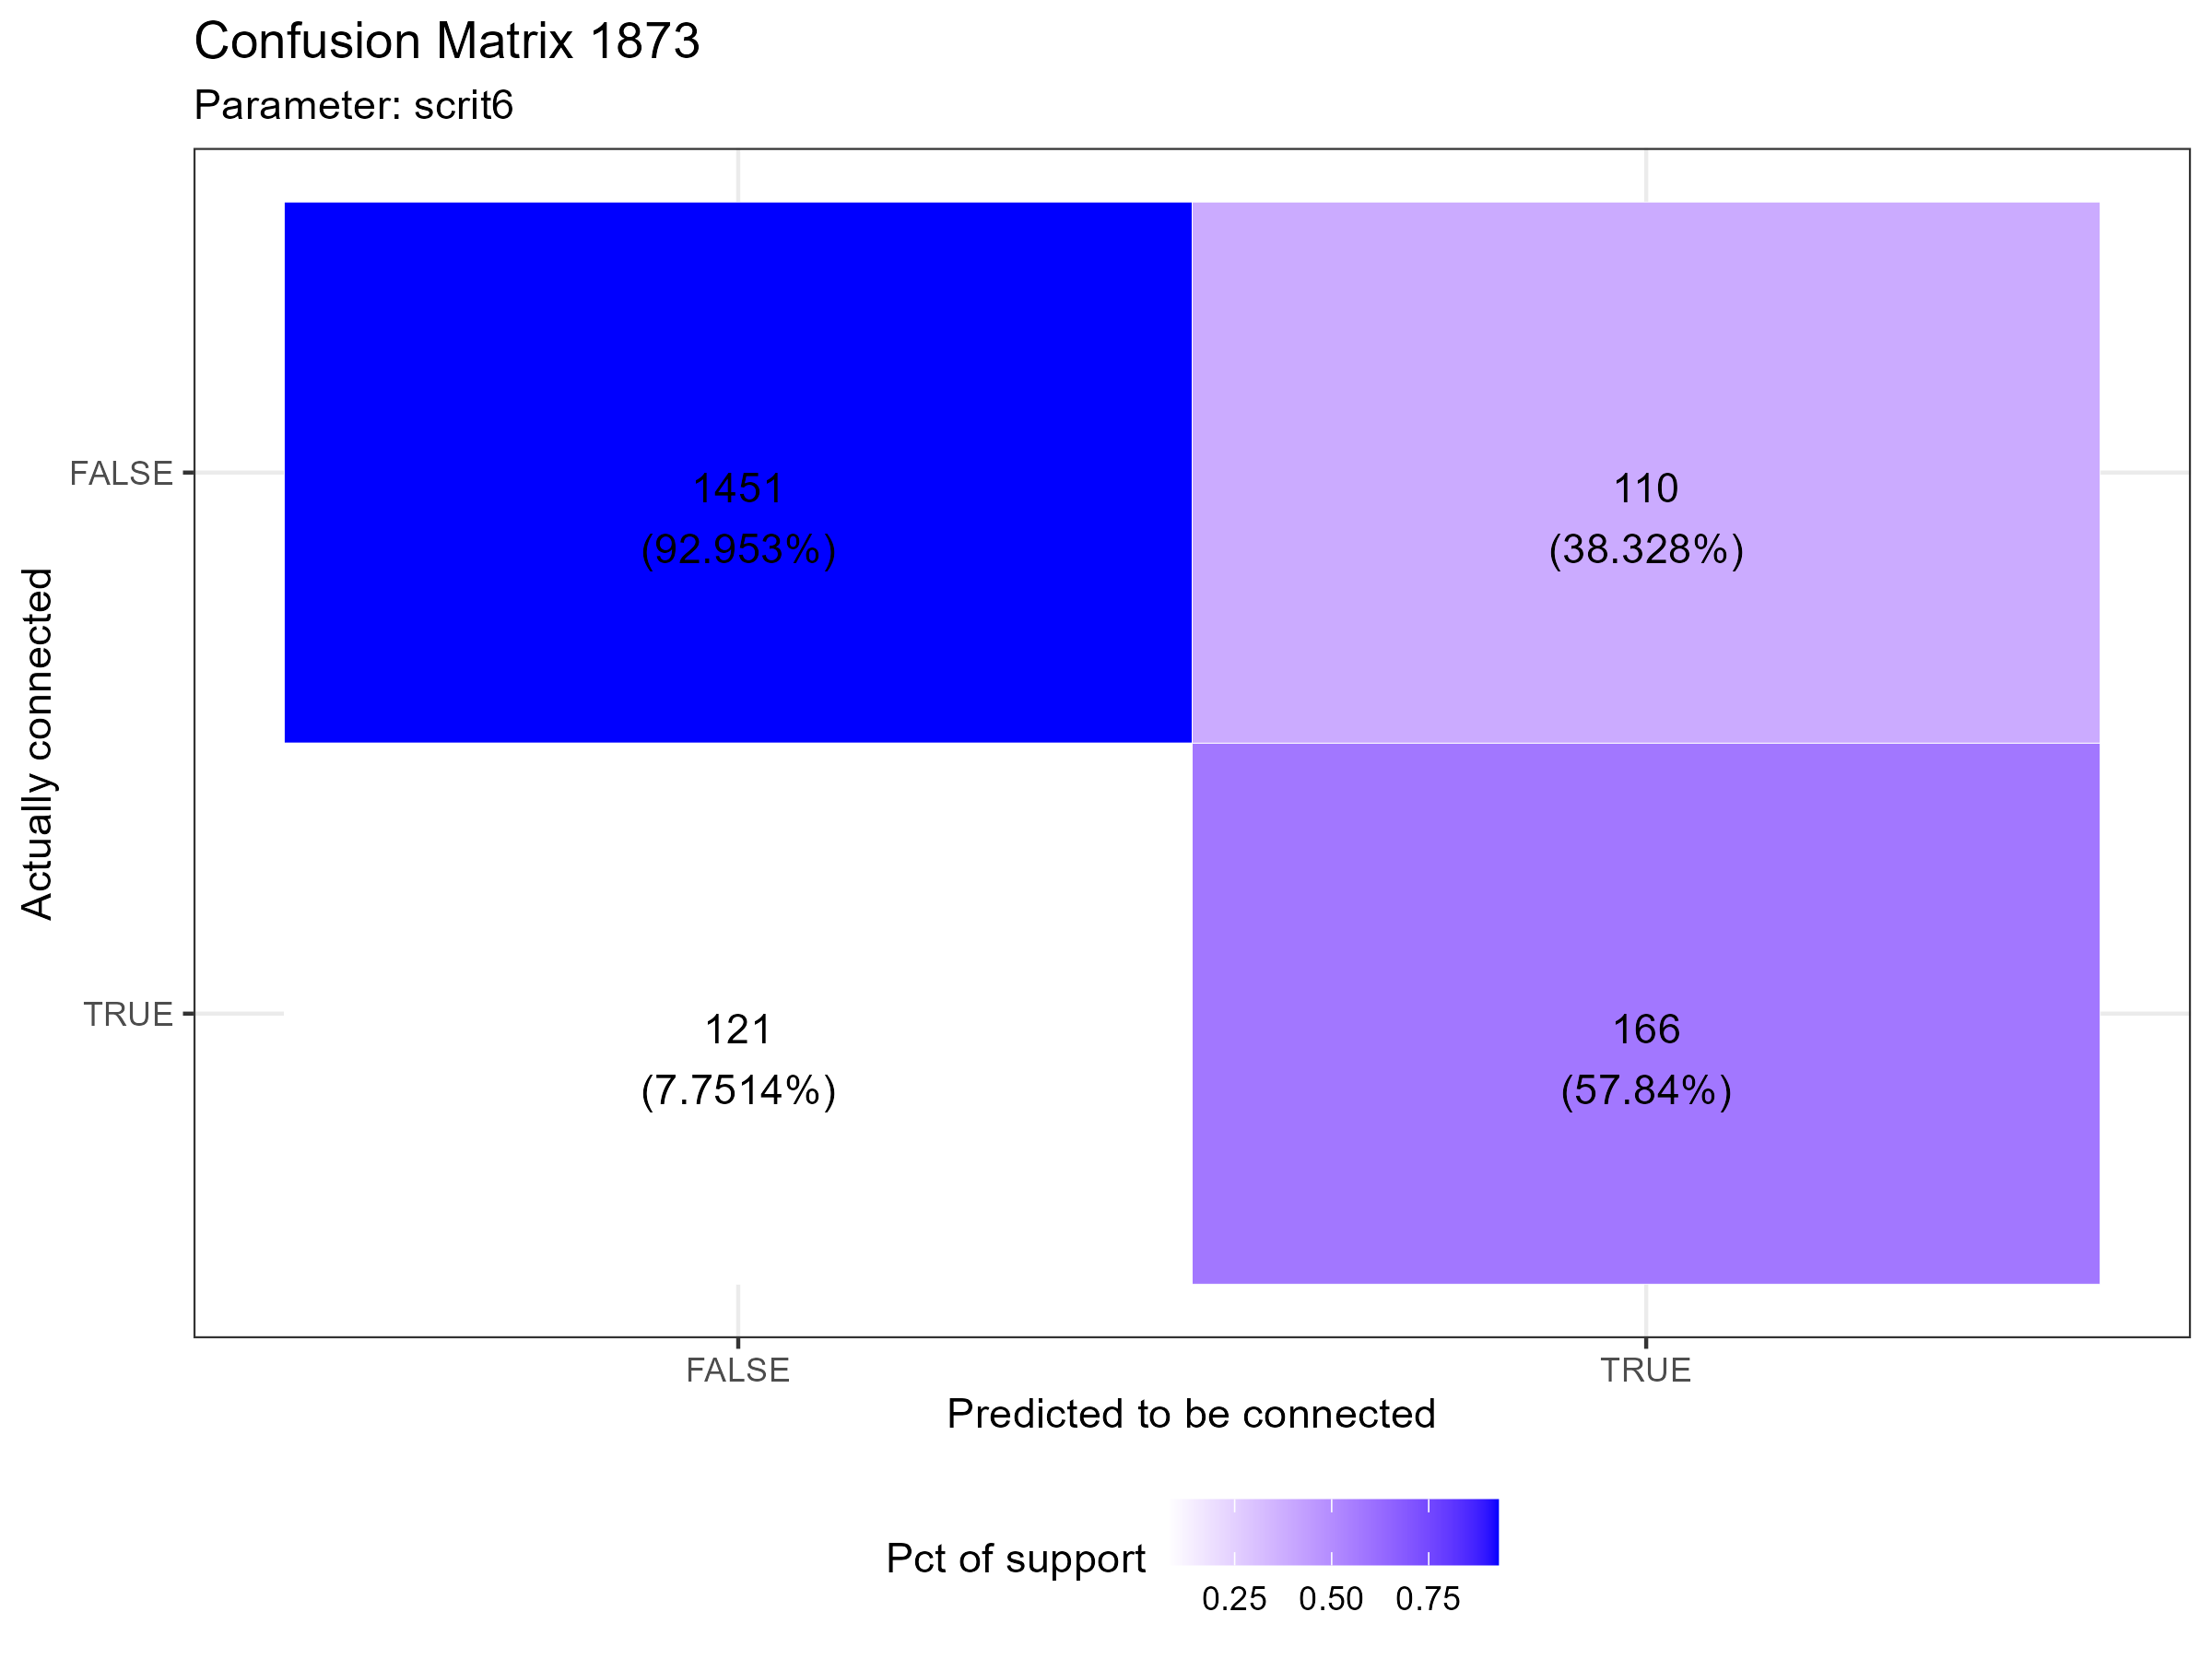 Confusion Matrix 1873
Parameter: scrit6
Actually connected
FALSE
1451
(92.953%)
110
(38.328%)
TRUE
121
(7.7514%)
166
(57.84%)
FALSE
TRUE
Predicted to be connected
Pct of support
0.25
0.50
0.75